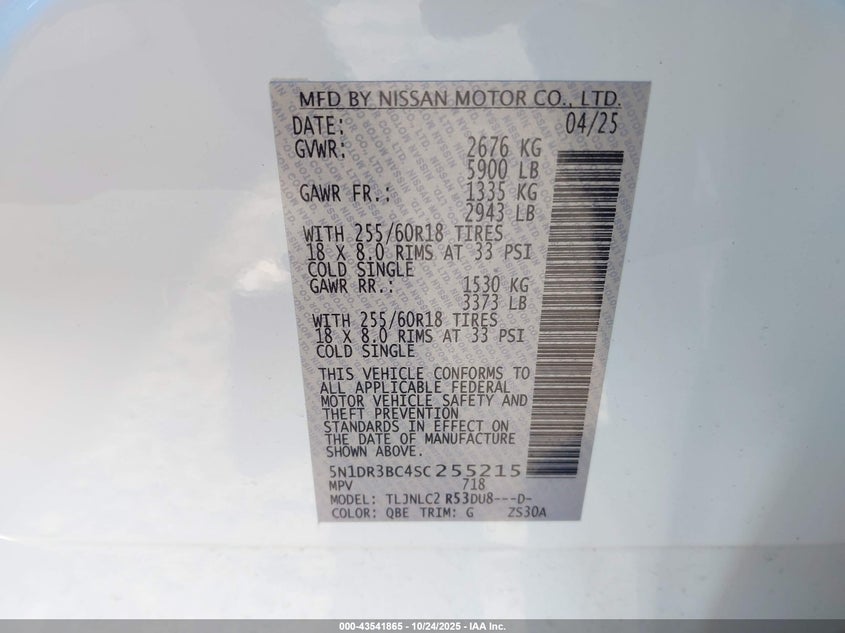 MFD BY NISSAN MOTOR CO., LTD.
DATE: 04/25
GVWR: 2676 KG
5900 LB
GAWR FR.: 1335 KG
2943 LB
WITH 255/60R18 TIRES
18 X 8.0 RIMS AT 33 PSI
COLD SINGLE
GAWR RR.: 1530 KG
3373 LB
WITH 255/60R18 TIRES
18 X 8.0 RIMS AT 33 PSI
COLD SINGLE
THIS VEHICLE CONFORMS TO
ALL APPLICABLE FEDERAL
MOTOR VEHICLE SAFETY AND
THEFT PREVENTION
STANDARDS IN EFFECT ON
THE DATE OF MANUFACTURE
SHOWN ABOVE.
5N1DR3BC4SC255215
MPV 718
MODEL: TLJNLC2 R53DU8---D-
COLOR: QBE TRIM: G ZS30A
000-43541865 - 10/24/2025 - IAA Inc.